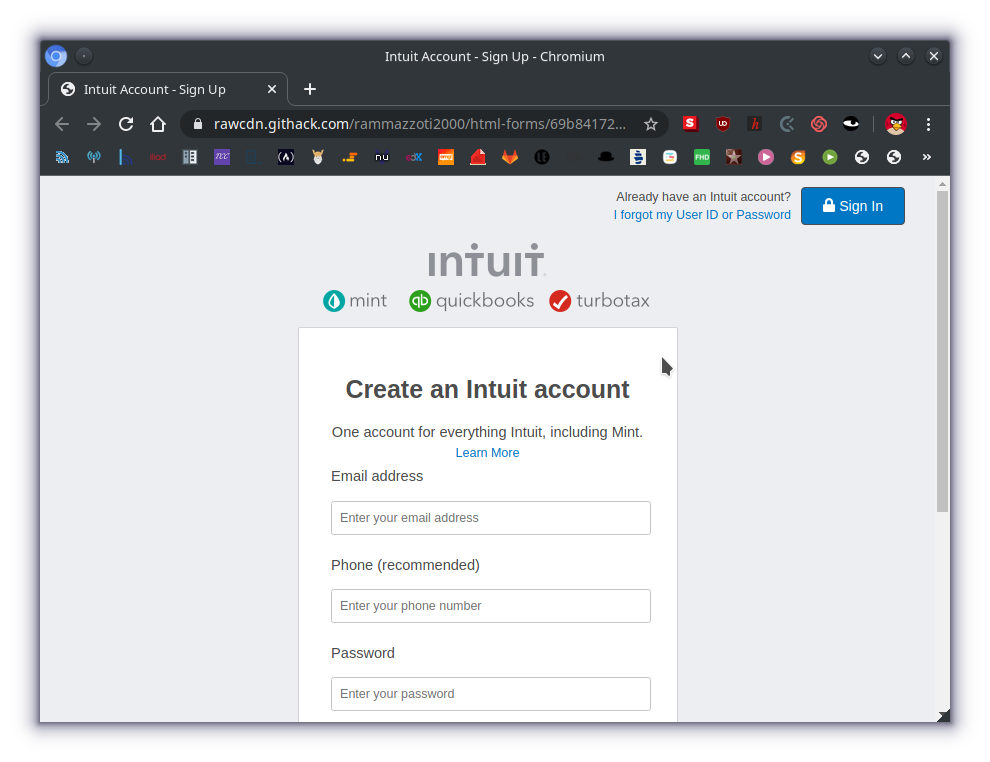 Intuit Account - Sign Up - Chromium
Intuit Account - Sign Up
rawcdn.githack.com/rammazzoti2000/html-forms/69b84172...
nu
FHD
Already have an Intuit account?
I forgot my User ID or Password
Sign In
intuit
mint quickbooks turbotax
Create an Intuit account
One account for everything Intuit, including Mint.
Learn More
Email address
Enter your email address
Phone (recommended)
Enter your phone number
Password
Enter your password